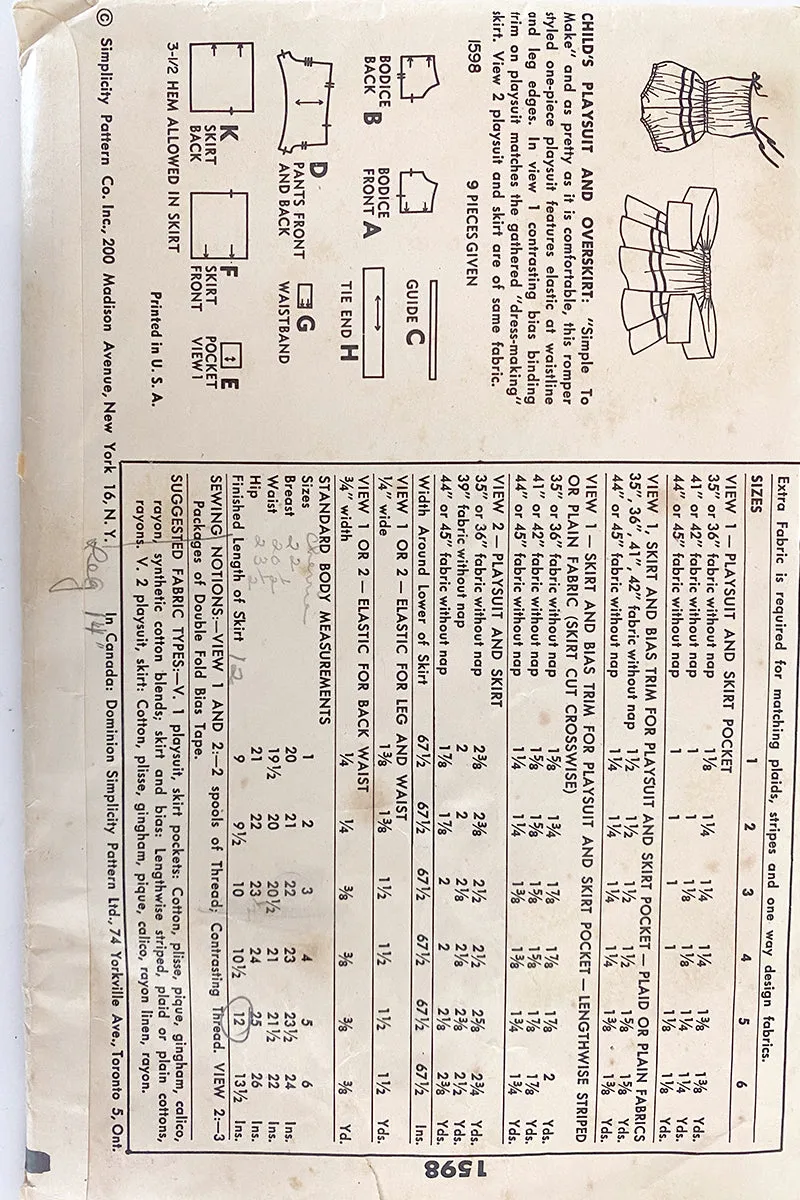 CHILD'S PLAYSUIT AND OVERSKIRT: "Simple To
Make" and as pretty as it is comfortable, this romper
styled one-piece playsuit features elastic at waistline
and leg edges. In view 1 contrasting bias binding
trim on playsuit matches the gathered "dress-making"
skirt. View 2 playsuit and skirt are of same fabric.
1598 9 PIECES GIVEN
BODICE BACK B
BODICE FRONT A
GUIDE C
TIE END H
D PANTS FRONT AND BACK
G WAISTBAND
K SKIRT BACK
F SKIRT FRONT
E POCKET VIEW 1
3-1/2 HEM ALLOWED IN SKIRT
Printed in U. S. A.
Extra Fabric is required for matching plaids, stripes and one way design fabrics.
SIZES 1 2 3 4 5 6
VIEW 1 — PLAYSUIT AND SKIRT POCKET
35" or 36" fabric without nap 1⅛ 1¼ 1¼ 1¼ 1⅜ 1⅜ Yds.
41" or 42" fabric without nap 1 1 1⅛ 1⅛ 1¼ 1¼ Yds.
44" or 45" fabric without nap 1 1 1 1 1⅛ 1⅛ Yds.
VIEW 1, SKIRT AND BIAS TRIM FOR PLAYSUIT AND SKIRT POCKET — PLAID OR PLAIN FABRICS
35", 36", 41", 42" fabric without nap 1½ 1½ 1½ 1½ 1⅝ 1⅝ Yds.
44" or 45" fabric without nap 1¼ 1¼ 1¼ 1¼ 1⅜ 1⅜ Yds.
VIEW 1 — SKIRT AND BIAS TRIM FOR PLAYSUIT AND SKIRT POCKET — LENGTHWISE STRIPED
OR PLAIN FABRIC (SKIRT CUT CROSSWISE)
35" or 36" fabric without nap 1⅝ 1¾ 1⅞ 1⅞ 1⅞ 2 Yds.
41" or 42" fabric without nap 1⅝ 1⅝ 1⅝ 1⅝ 1⅞ 1⅞ Yds.
44" or 45" fabric without nap 1¼ 1¼ 1⅜ 1⅜ 1¾ 1¾ Yds.
VIEW 2 — PLAYSUIT AND SKIRT
35" or 36" fabric without nap 2⅜ 2⅜ 2½ 2½ 2⅝ 2¾ Yds.
39" fabric without nap 2 2 2⅛ 2⅛ 2⅜ 2½ Yds.
44" or 45" fabric without nap 1⅞ 1⅞ 2 2 2⅛ 2⅜ Yds.
Width Around Lower of Skirt 67½ 67½ 67½ 67½ 67½ 67½ Ins.
VIEW 1 OR 2 — ELASTIC FOR LEG AND WAIST
¼" wide 1⅜ 1⅜ 1½ 1½ 1½ 1½ Yds.
VIEW 1 OR 2 — ELASTIC FOR BACK WAIST
¾" width ¼ ¼ ⅜ ⅜ ⅜ ⅜ Yd.
STANDARD BODY MEASUREMENTS
Sizes 1 2 3 4 5 6
Breast 22½ 20 21 22 23 23½ 24 Ins.
Waist 20½ 19½ 20 20½ 21 21½ 22 Ins.
Hip 23½ 21 22 23 24 25 26 Ins.
Finished Length of Skirt 12 9 9½ 10 10½ 12 13½ Ins.
SEWING NOTIONS:—VIEW 1 AND 2:—2 spools of Thread; Contrasting Thread. VIEW 2:—3
Packages of Double Fold Bias Tape.
SUGGESTED FABRIC TYPES:—V. 1 playsuit, skirt pockets: Cotton, plisse, pique, gingham, calico,
rayon, synthetic cotton blends; skirt and bias: Lengthwise striped, plaid or plain cottons,
rayons. V. 2 playsuit, skirt: Cotton, plisse, gingham, pique, calico, rayon linen, rayon.
© Simplicity Pattern Co. Inc., 200 Madison Avenue, New York 16, N. Y. In Canada: Dominion Simplicity Pattern Ltd., 74 Yorkville Ave., Toronto 5, Ont.
Leg 14"
1598